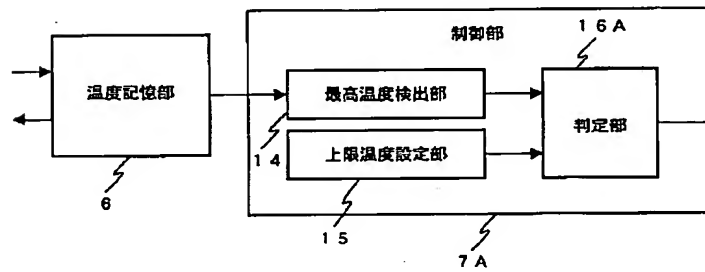 制御部
１６Ａ
温度記憶部
最高温度検出部
判定部
１４
上限温度設定部
６
１５
７Ａ